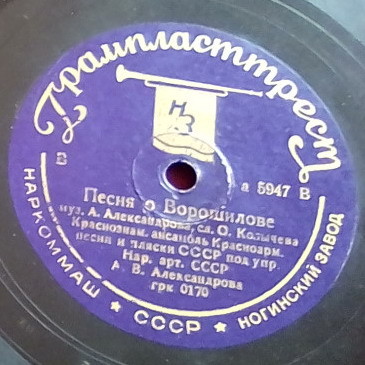 Грампласттрест
НЗ
В
а 5947 В
Песня о Ворошилове
муз. А. Александрова, сл. О. Колычева
Краснознам. ансамбль Красноарм.
песни и пляски СССР под упр.
Нар. арт. СССР
А. В. Александрова
грк 0170
НАРКОММАШ ★ СССР ★ НОГИНСКИЙ ЗАВОД